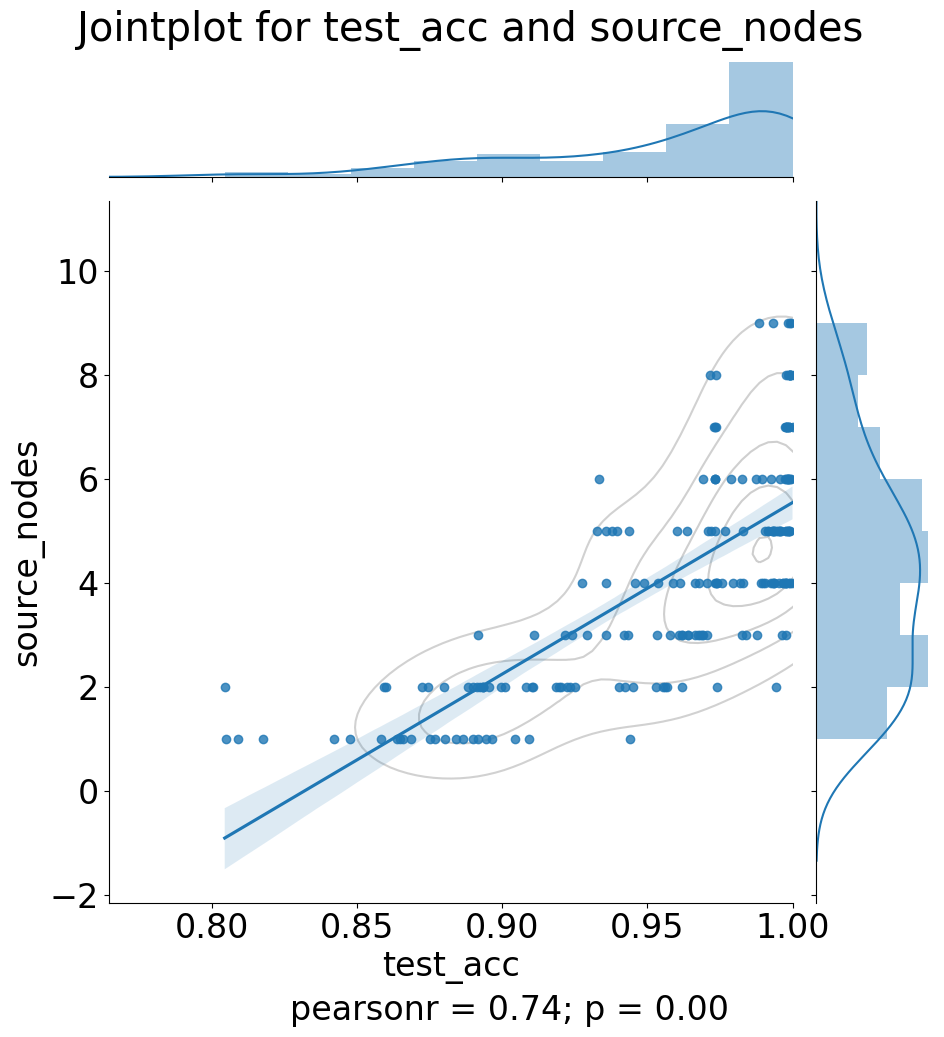 Jointplot for test_acc and source_nodes
10
8
6
4
2
0
−2
source_nodes
0.80 0.85 0.90 0.95 1.00
test_acc
pearsonr = 0.74; p = 0.00